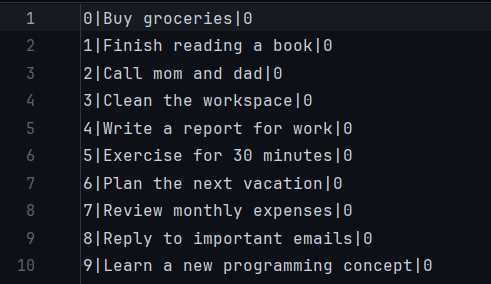 1 0|Buy groceries|0
2 1|Finish reading a book|0
3 2|Call mom and dad|0
4 3|Clean the workspace|0
5 4|Write a report for work|0
6 5|Exercise for 30 minutes|0
7 6|Plan the next vacation|0
8 7|Review monthly expenses|0
9 8|Reply to important emails|0
10 9|Learn a new programming concept|0